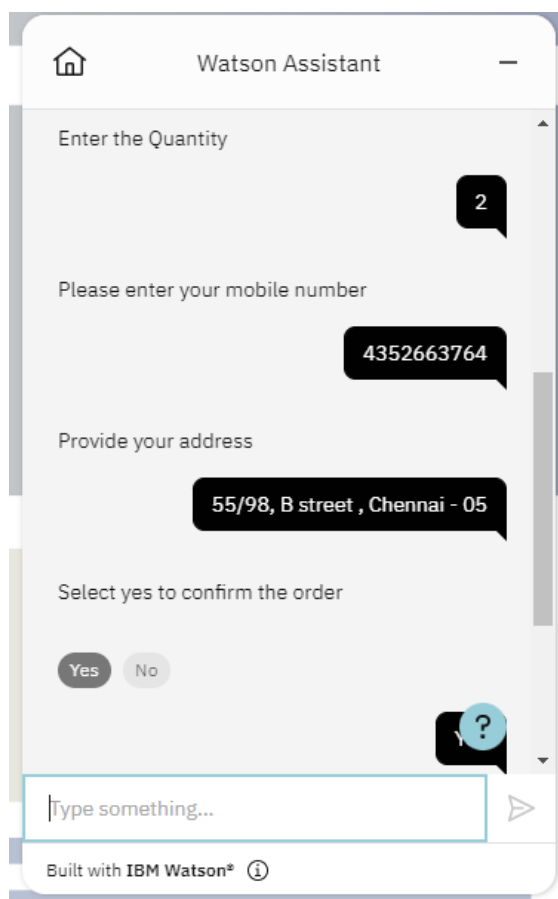 Watson Assistant
Enter the Quantity
2
Please enter your mobile number
4352663764
Provide your address
55/98, B street , Chennai - 05
Select yes to confirm the order
Yes No
?
Type something...
Built with IBM Watson®